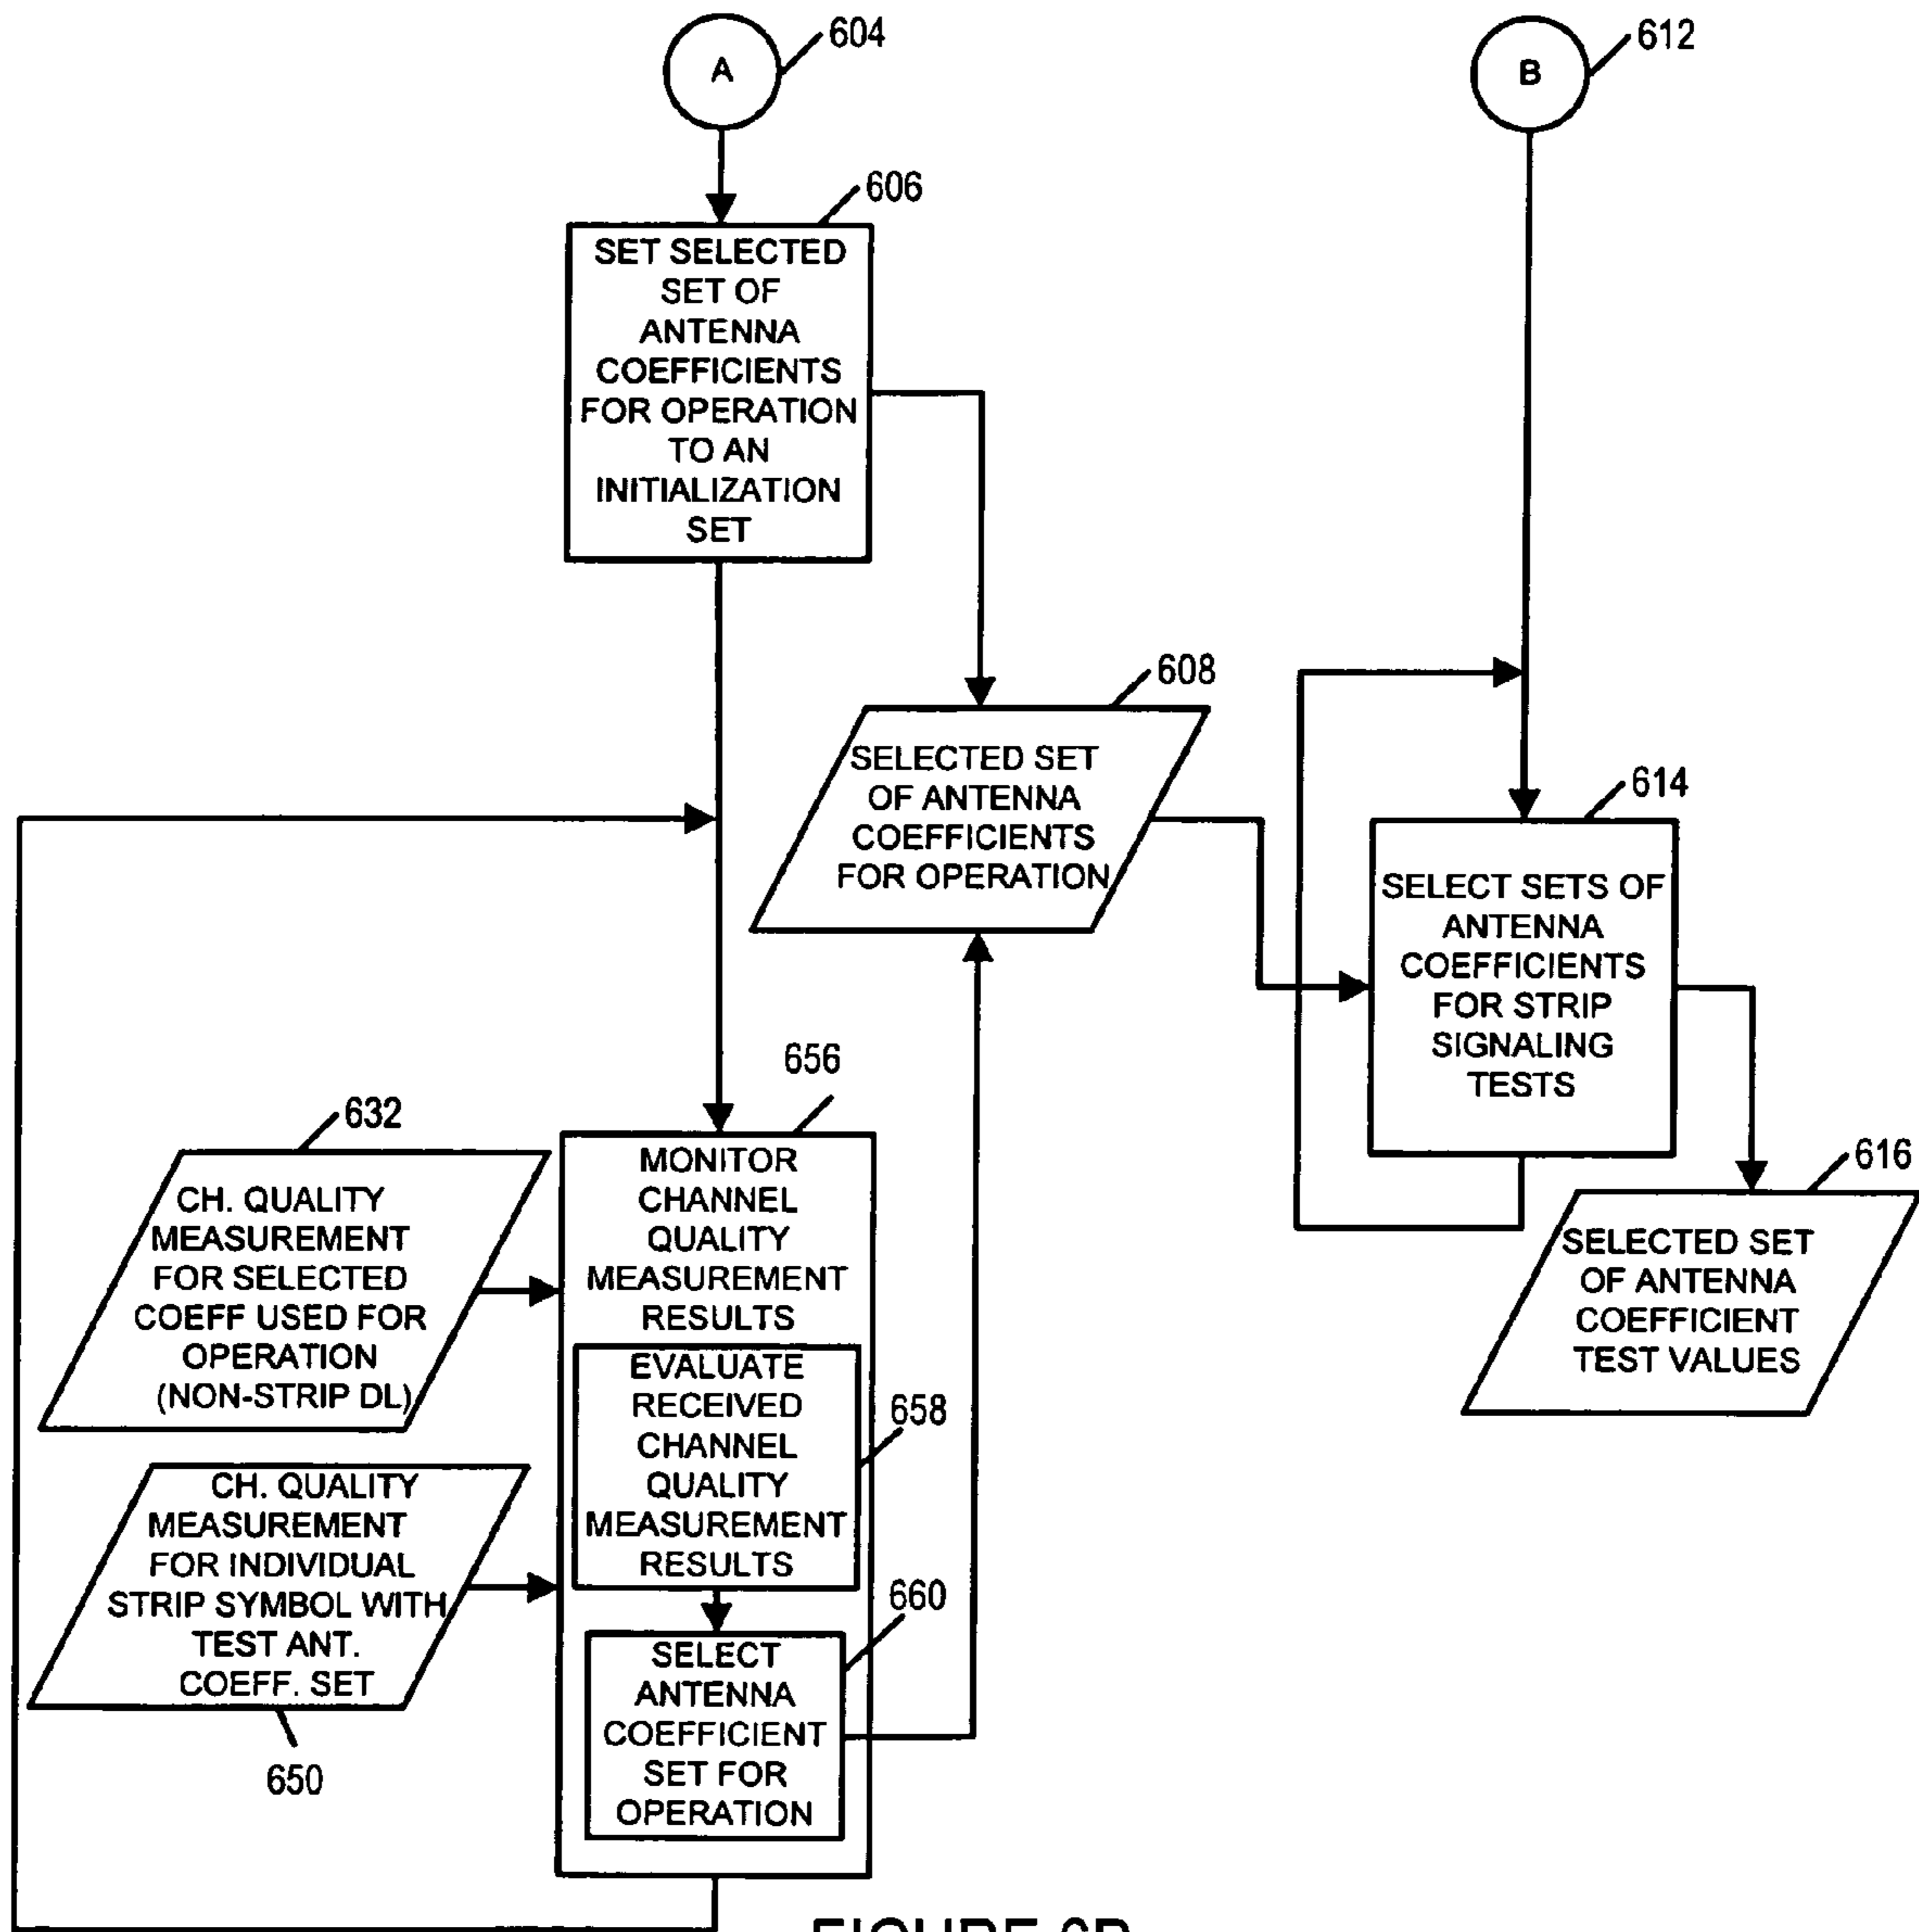 A
604
B
612
606
SET SELECTED
SET OF
ANTENNA
COEFFICIENTS
FOR OPERATION
TO AN
INITIALIZATION
SET
608
SELECTED SET
OF ANTENNA
COEFFICIENTS
FOR OPERATION
614
SELECT SETS OF
ANTENNA
COEFFICIENTS
FOR STRIP
SIGNALING
TESTS
616
SELECTED SET
OF ANTENNA
COEFFICIENT
TEST VALUES
632
CH. QUALITY
MEASUREMENT
FOR SELECTED
COEFF USED FOR
OPERATION
(NON-STRIP DL)
656
MONITOR
CHANNEL
QUALITY
MEASUREMENT
RESULTS
EVALUATE
RECEIVED
CHANNEL
QUALITY
MEASUREMENT
RESULTS
658
CH. QUALITY
MEASUREMENT
FOR INDIVIDUAL
STRIP SYMBOL WITH
TEST ANT.
COEFF. SET
650
660
SELECT
ANTENNA
COEFFICIENT
SET FOR
OPERATION